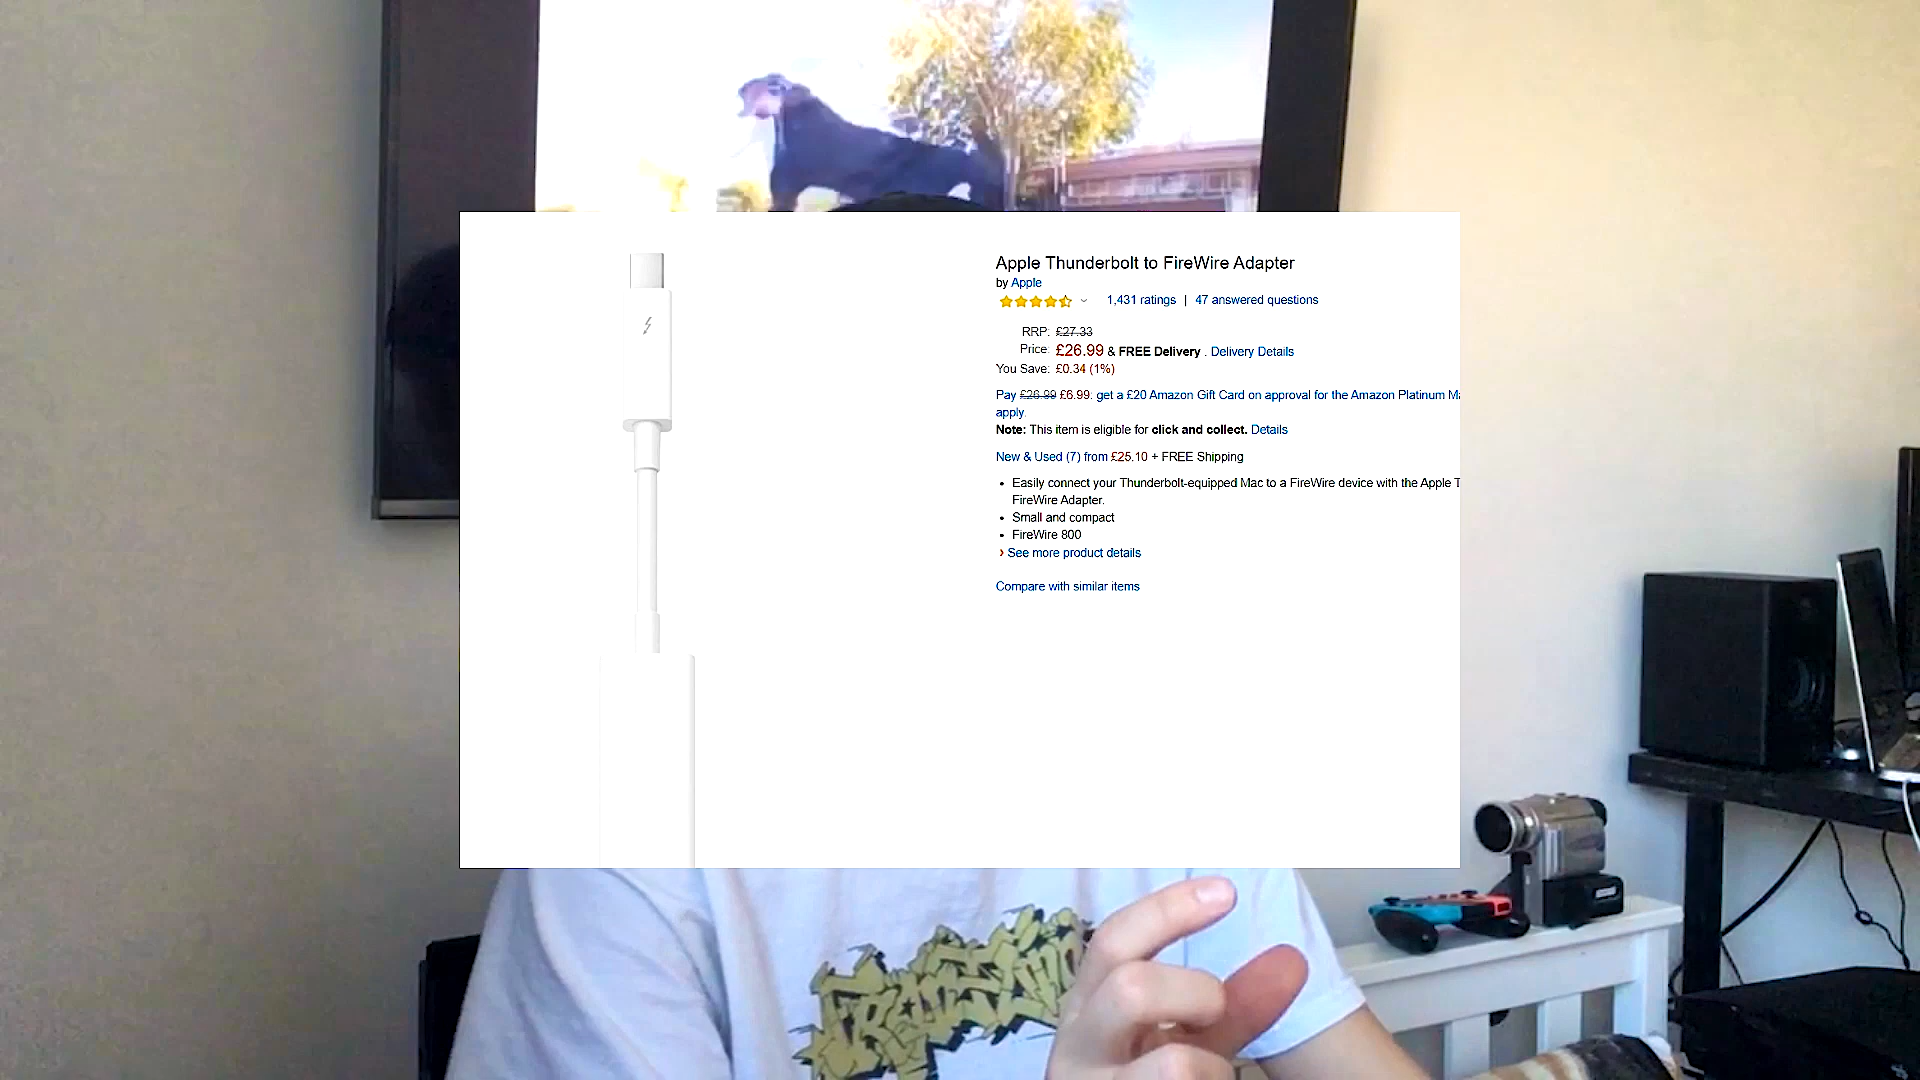 Apple Thunderbolt to FireWire Adapter
by Apple
1,431 ratings | 47 answered questions
RRP: £27.33
Price: £26.99 & FREE Delivery . Delivery Details
You Save: £0.34 (1%)
Pay £26.99 £6.99: get a £20 Amazon Gift Card on approval for the Amazon Platinum
apply.
Note: This item is eligible for click and collect. Details
New & Used (7) from £25.10 + FREE Shipping
• Easily connect your Thunderbolt-equipped Mac to a FireWire device with the Apple
FireWire Adapter.
• Small and compact
• FireWire 800
› See more product details
Compare with similar items